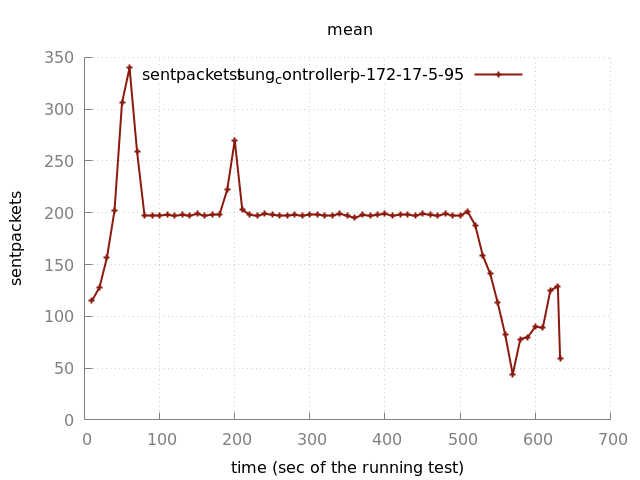 mean
350
sentpacketstsung_controllerip-172-17-5-95
300
250
200
150
100
50
0
sentpackets
0 100 200 300 400 500 600 700
time (sec of the running test)